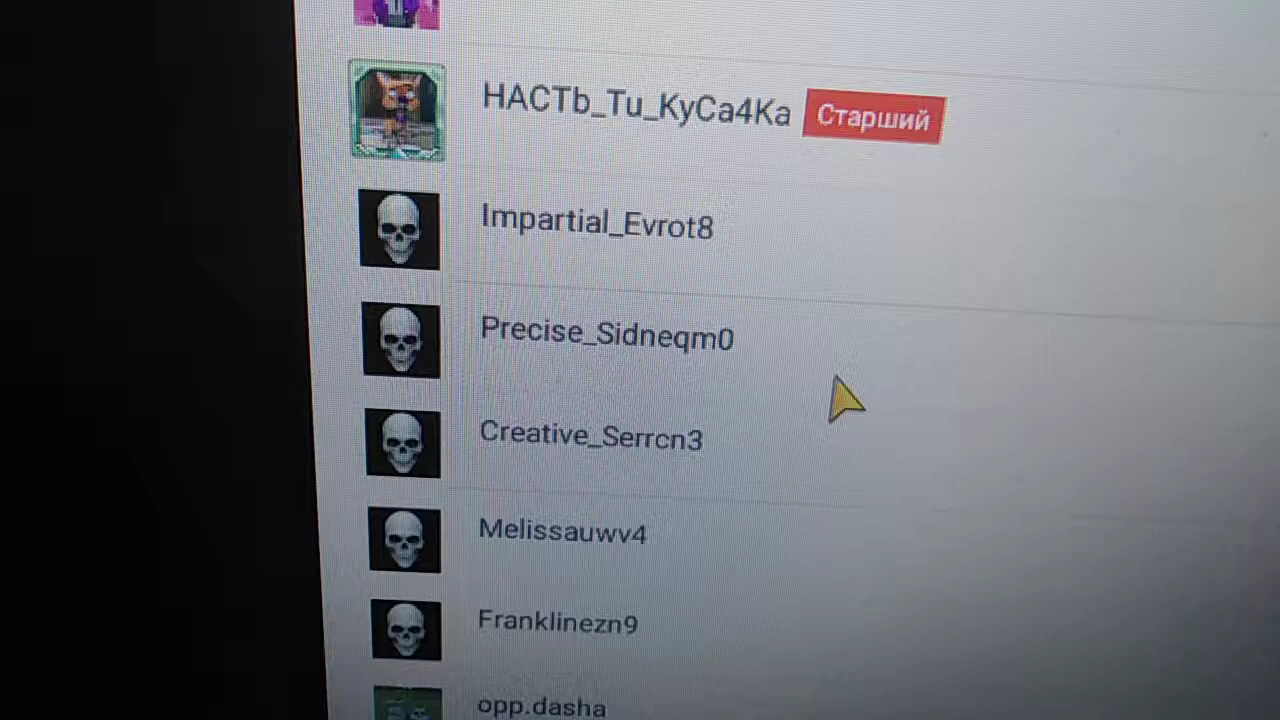 HACTb_Tu_KyCa4Ka Старший
Impartial_Evrot8
Precise_Sidneqm0
Creative_Serrcn3
Melissauwv4
Franklinezn9
opp.dasha